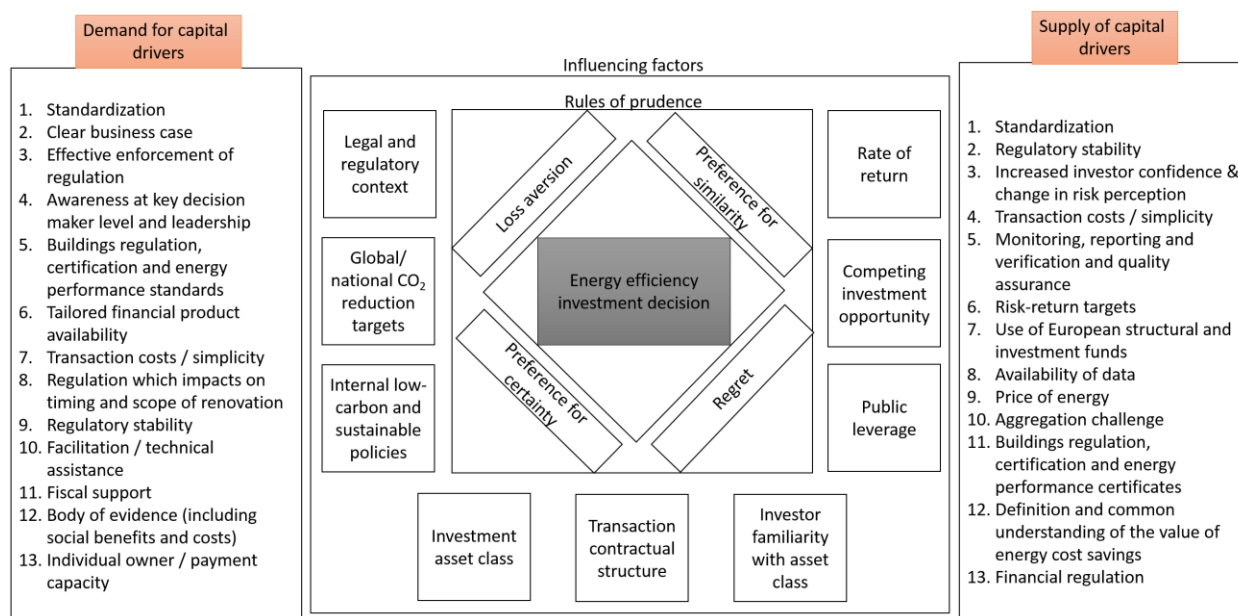 Demand for capital
drivers
1. Standardization
2. Clear business case
3. Effective enforcement of
regulation
4. Awareness at key decision
maker level and leadership
5. Buildings regulation,
certification and energy
performance standards
6. Tailored financial product
availability
7. Transaction costs / simplicity
8. Regulation which impacts on
timing and scope of renovation
9. Regulatory stability
10. Facilitation / technical
assistance
11. Fiscal support
12. Body of evidence (including
social benefits and costs)
13. Individual owner / payment
capacity
Influencing factors
Rules of prudence
Legal and
regulatory
context
Global/
national CO₂
reduction
targets
Internal low-
carbon and
sustainable
policies
Loss aversion
Preference for
similarity
Energy efficiency
investment decision
Preference for
certainty
Regret
Rate of
return
Competing
investment
opportunity
Public
leverage
Investment
asset class
Transaction
contractual
structure
Investor
familiarity with
asset class
Supply of capital
drivers
1. Standardization
2. Regulatory stability
3. Increased investor confidence &
change in risk perception
4. Transaction costs / simplicity
5. Monitoring, reporting and
verification and quality
assurance
6. Risk-return targets
7. Use of European structural and
investment funds
8. Availability of data
9. Price of energy
10. Aggregation challenge
11. Buildings regulation,
certification and energy
performance certificates
12. Definition and common
understanding of the value of
energy cost savings
13. Financial regulation